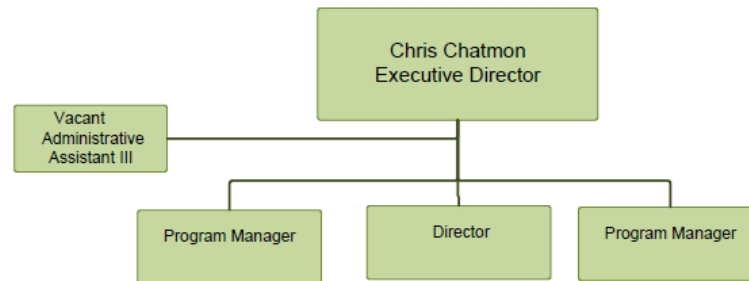 Chris Chatmon
Executive Director
Vacant
Administrative
Assistant III
Program Manager
Director
Program Manager